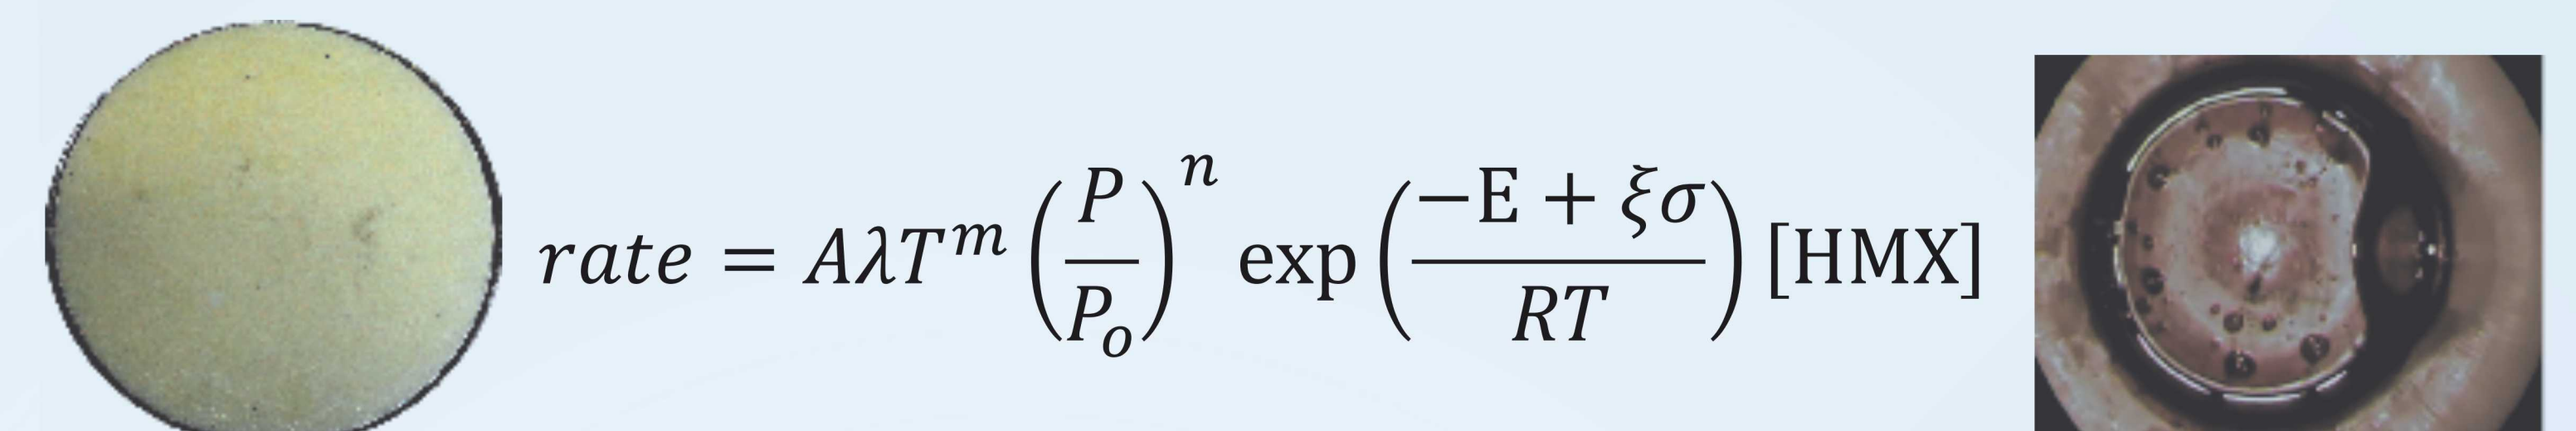 rate = AλT^m (P/P_o)^n exp((−E + ξσ)/RT) [HMX]